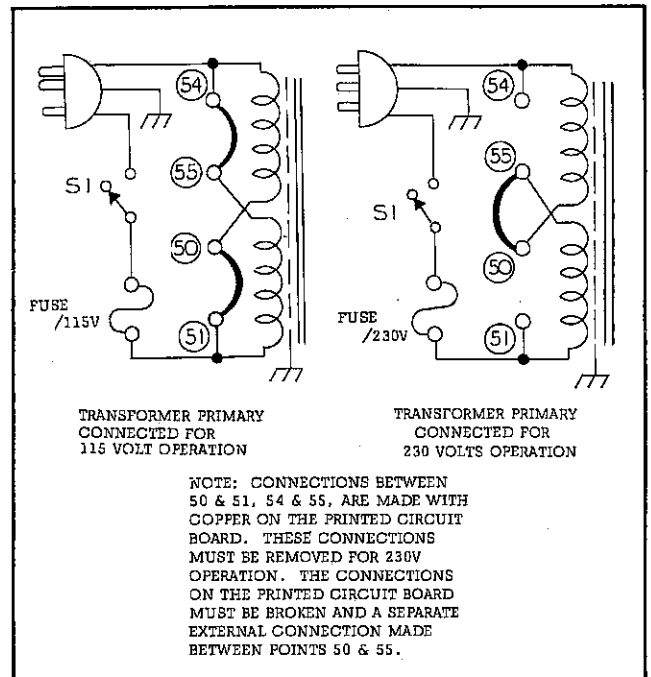 54
55
S1
50
FUSE
/115V
51
TRANSFORMER PRIMARY
CONNECTED FOR
115 VOLT OPERATION
54
55
S1
50
FUSE
/230V
51
TRANSFORMER PRIMARY
CONNECTED FOR
230 VOLTS OPERATION
NOTE: CONNECTIONS BETWEEN
50 & 51, 54 & 55, ARE MADE WITH
COPPER ON THE PRINTED CIRCUIT
BOARD. THESE CONNECTIONS
MUST BE REMOVED FOR 230V
OPERATION. THE CONNECTIONS
ON THE PRINTED CIRCUIT BOARD
MUST BE BROKEN AND A SEPARATE
EXTERNAL CONNECTION MADE
BETWEEN POINTS 50 & 55.